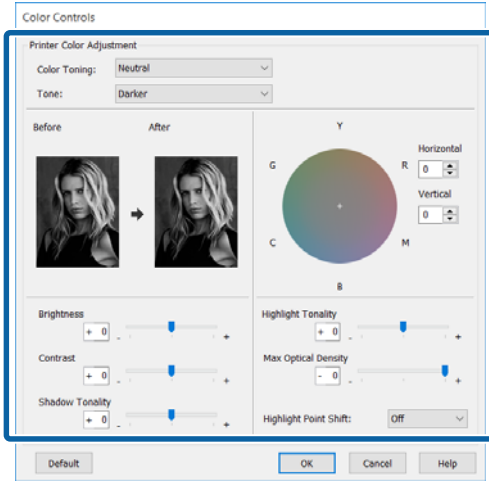 Color Controls
Printer Color Adjustment
Color Toning: Neutral
Tone: Darker
Before After
Y
G R
C M
B
Horizontal
0
Vertical
0
Brightness
+ 0 - +
Contrast
+ 0 - +
Shadow Tonality
+ 0 - +
Highlight Tonality
+ 0 - +
Max Optical Density
- 0 - +
Highlight Point Shift: Off
Default OK Cancel Help